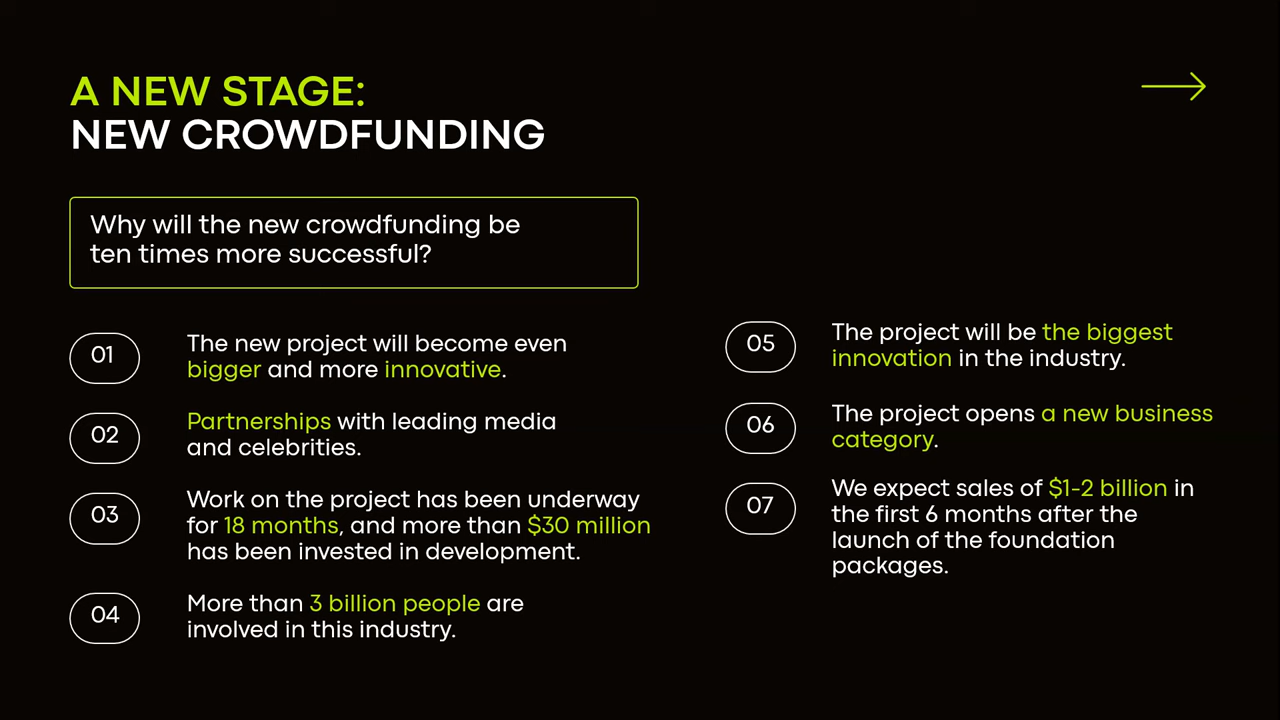 A NEW STAGE:
NEW CROWDFUNDING
Why will the new crowdfunding be
ten times more successful?
01
The new project will become even
bigger and more innovative.
02
Partnerships with leading media
and celebrities.
03
Work on the project has been underway
for 18 months, and more than $30 million
has been invested in development.
04
More than 3 billion people are
involved in this industry.
05
The project will be the biggest
innovation in the industry.
06
The project opens a new business
category.
07
We expect sales of $1-2 billion in
the first 6 months after the
launch of the foundation
packages.